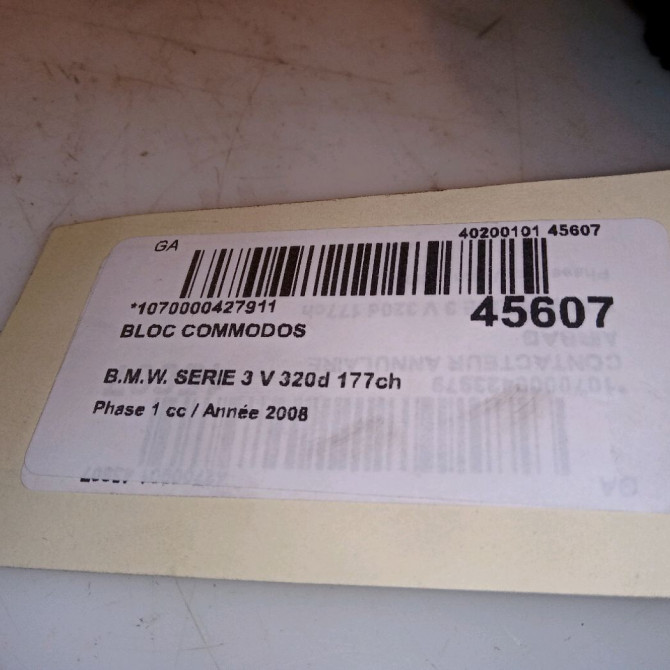 GA
40200101 45607
*1070000427911
45607
BLOC COMMODOS
B.M.W. SERIE 3 V 320d 177ch
Phase 1 cc / Année 2008